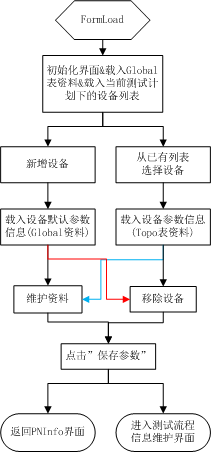 FormLoad
初始化界面&载入Global
表资料&载入当前测试计
划下的设备列表
新增设备
从已有列表
选择设备
载入设备默认参数
信息(Global资料)
载入设备参数信息
(Topo表资料)
维护资料
移除设备
点击”保存参数”
返回PNInfo界面
进入测试流程
信息维护界面